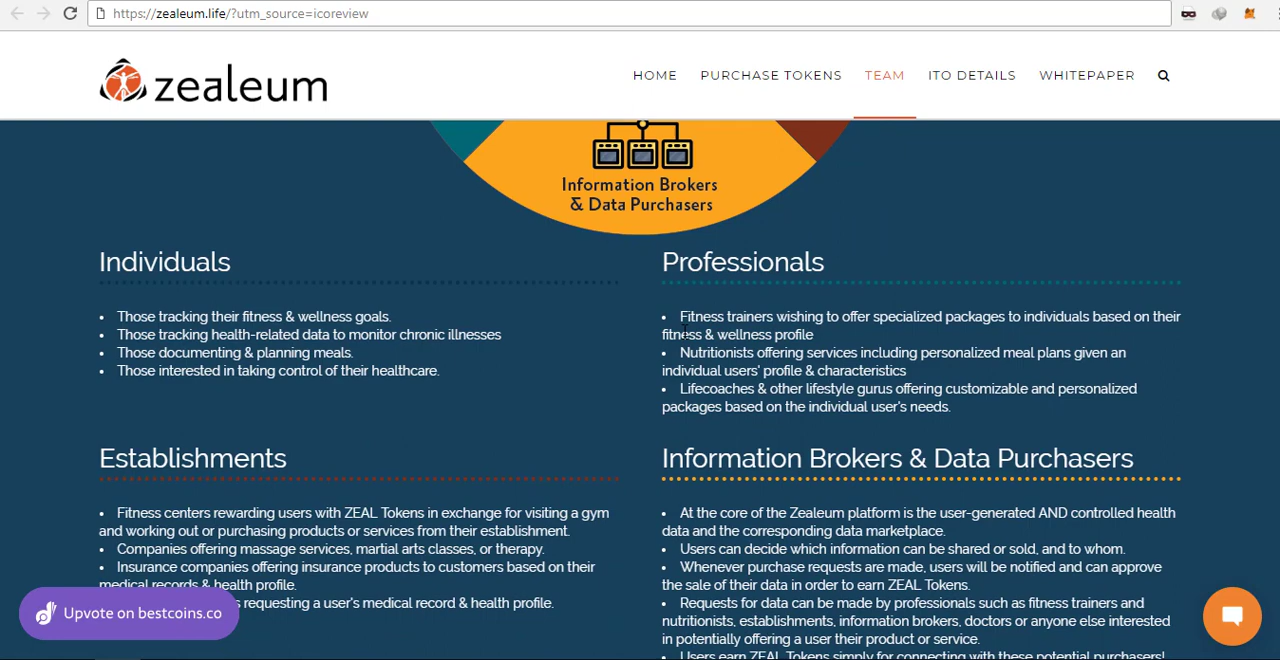 https://zealeum.life/?utm_source=icoreview
zealeum
HOME PURCHASE TOKENS TEAM ITO DETAILS WHITEPAPER
Information Brokers
& Data Purchasers
Individuals
• Those tracking their fitness & wellness goals.
• Those tracking health-related data to monitor chronic illnesses
• Those documenting & planning meals.
• Those interested in taking control of their healthcare.
Professionals
• Fitness trainers wishing to offer specialized packages to individuals based on their
fitness & wellness profile
• Nutritionists offering services including personalized meal plans given an
individual users' profile & characteristics
• Lifecoaches & other lifestyle gurus offering customizable and personalized
packages based on the individual user's needs.
Establishments
• Fitness centers rewarding users with ZEAL Tokens in exchange for visiting a gym
and working out or purchasing products or services from their establishment.
• Companies offering massage services, martial arts classes, or therapy.
• Insurance companies offering insurance products to customers based on their
medical records & health profile.
requesting a user's medical record & health profile.
Information Brokers & Data Purchasers
• At the core of the Zealeum platform is the user-generated AND controlled health
data and the corresponding data marketplace.
• Users can decide which information can be shared or sold, and to whom.
• Whenever purchase requests are made, users will be notified and can approve
the sale of their data in order to earn ZEAL Tokens.
• Requests for data can be made by professionals such as fitness trainers and
nutritionists, establishments, information brokers, doctors or anyone else interested
in potentially offering a user their product or service.
• Users earn ZEAL Tokens simply for connecting with these potential purchasers!
Upvote on bestcoins.co